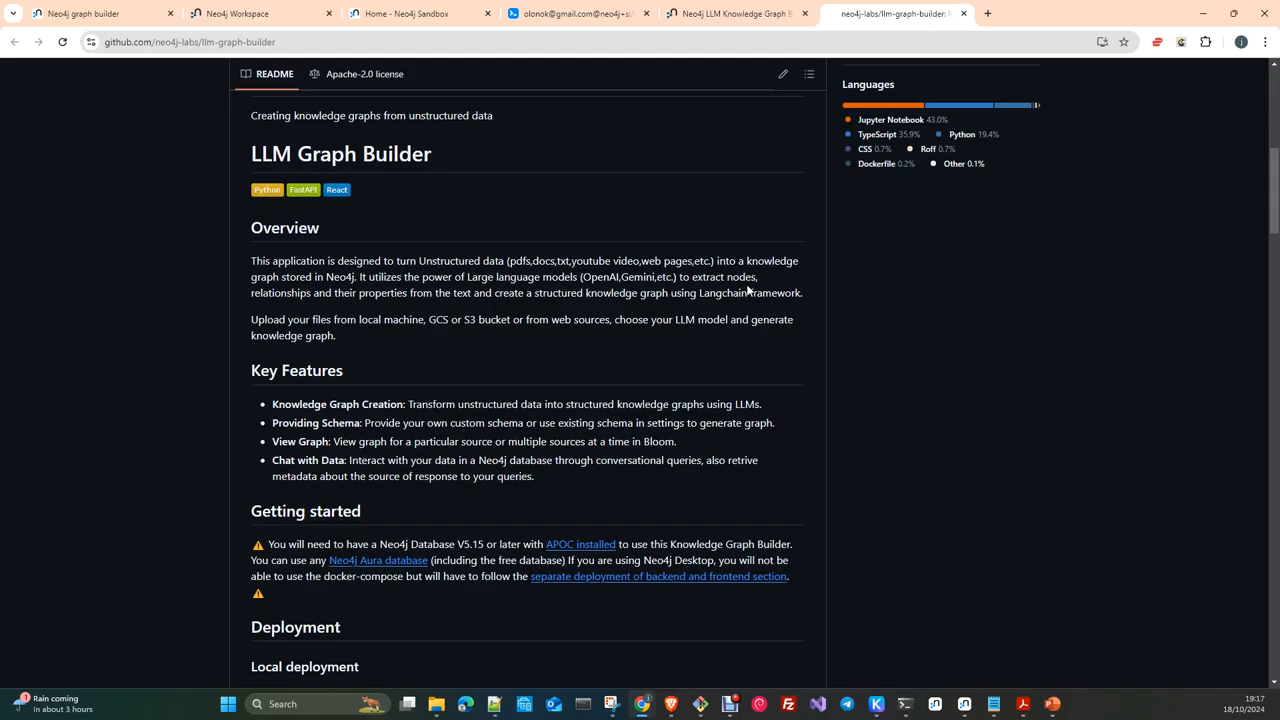 Neo4j graph builder
Neo4j Workspace
Home - Neo4j Sandbox
olonok@gmail.com@neo4j+s
Neo4j LLM Knowledge Graph B
neo4j-labs/llm-graph-builder:
github.com/neo4j-labs/llm-graph-builder
README
Apache-2.0 license
Creating knowledge graphs from unstructured data
LLM Graph Builder
Python FastAPI React
Overview
This application is designed to turn Unstructured data (pdfs,docs,txt,youtube video,web pages,etc.) into a knowledge
graph stored in Neo4j. It utilizes the power of Large language models (OpenAI,Gemini,etc.) to extract nodes,
relationships and their properties from the text and create a structured knowledge graph using Langchain framework.
Upload your files from local machine, GCS or S3 bucket or from web sources, choose your LLM model and generate
knowledge graph.
Key Features
• Knowledge Graph Creation: Transform unstructured data into structured knowledge graphs using LLMs.
• Providing Schema: Provide your own custom schema or use existing schema in settings to generate graph.
• View Graph: View graph for a particular source or multiple sources at a time in Bloom.
• Chat with Data: Interact with your data in a Neo4j database through conversational queries, also retrive
metadata about the source of response to your queries.
Getting started
⚠ You will need to have a Neo4j Database V5.15 or later with APOC installed to use this Knowledge Graph Builder.
You can use any Neo4j Aura database (including the free database) If you are using Neo4j Desktop, you will not be
able to use the docker-compose but will have to follow the separate deployment of backend and frontend section.
⚠
Deployment
Local deployment
Languages
Jupyter Notebook 43.0%
TypeScript 35.9% Python 19.4%
CSS 0.7% Roff 0.7%
Dockerfile 0.2% Other 0.1%
1
Rain coming
In about 3 hours
Search
19:17
18/10/2024